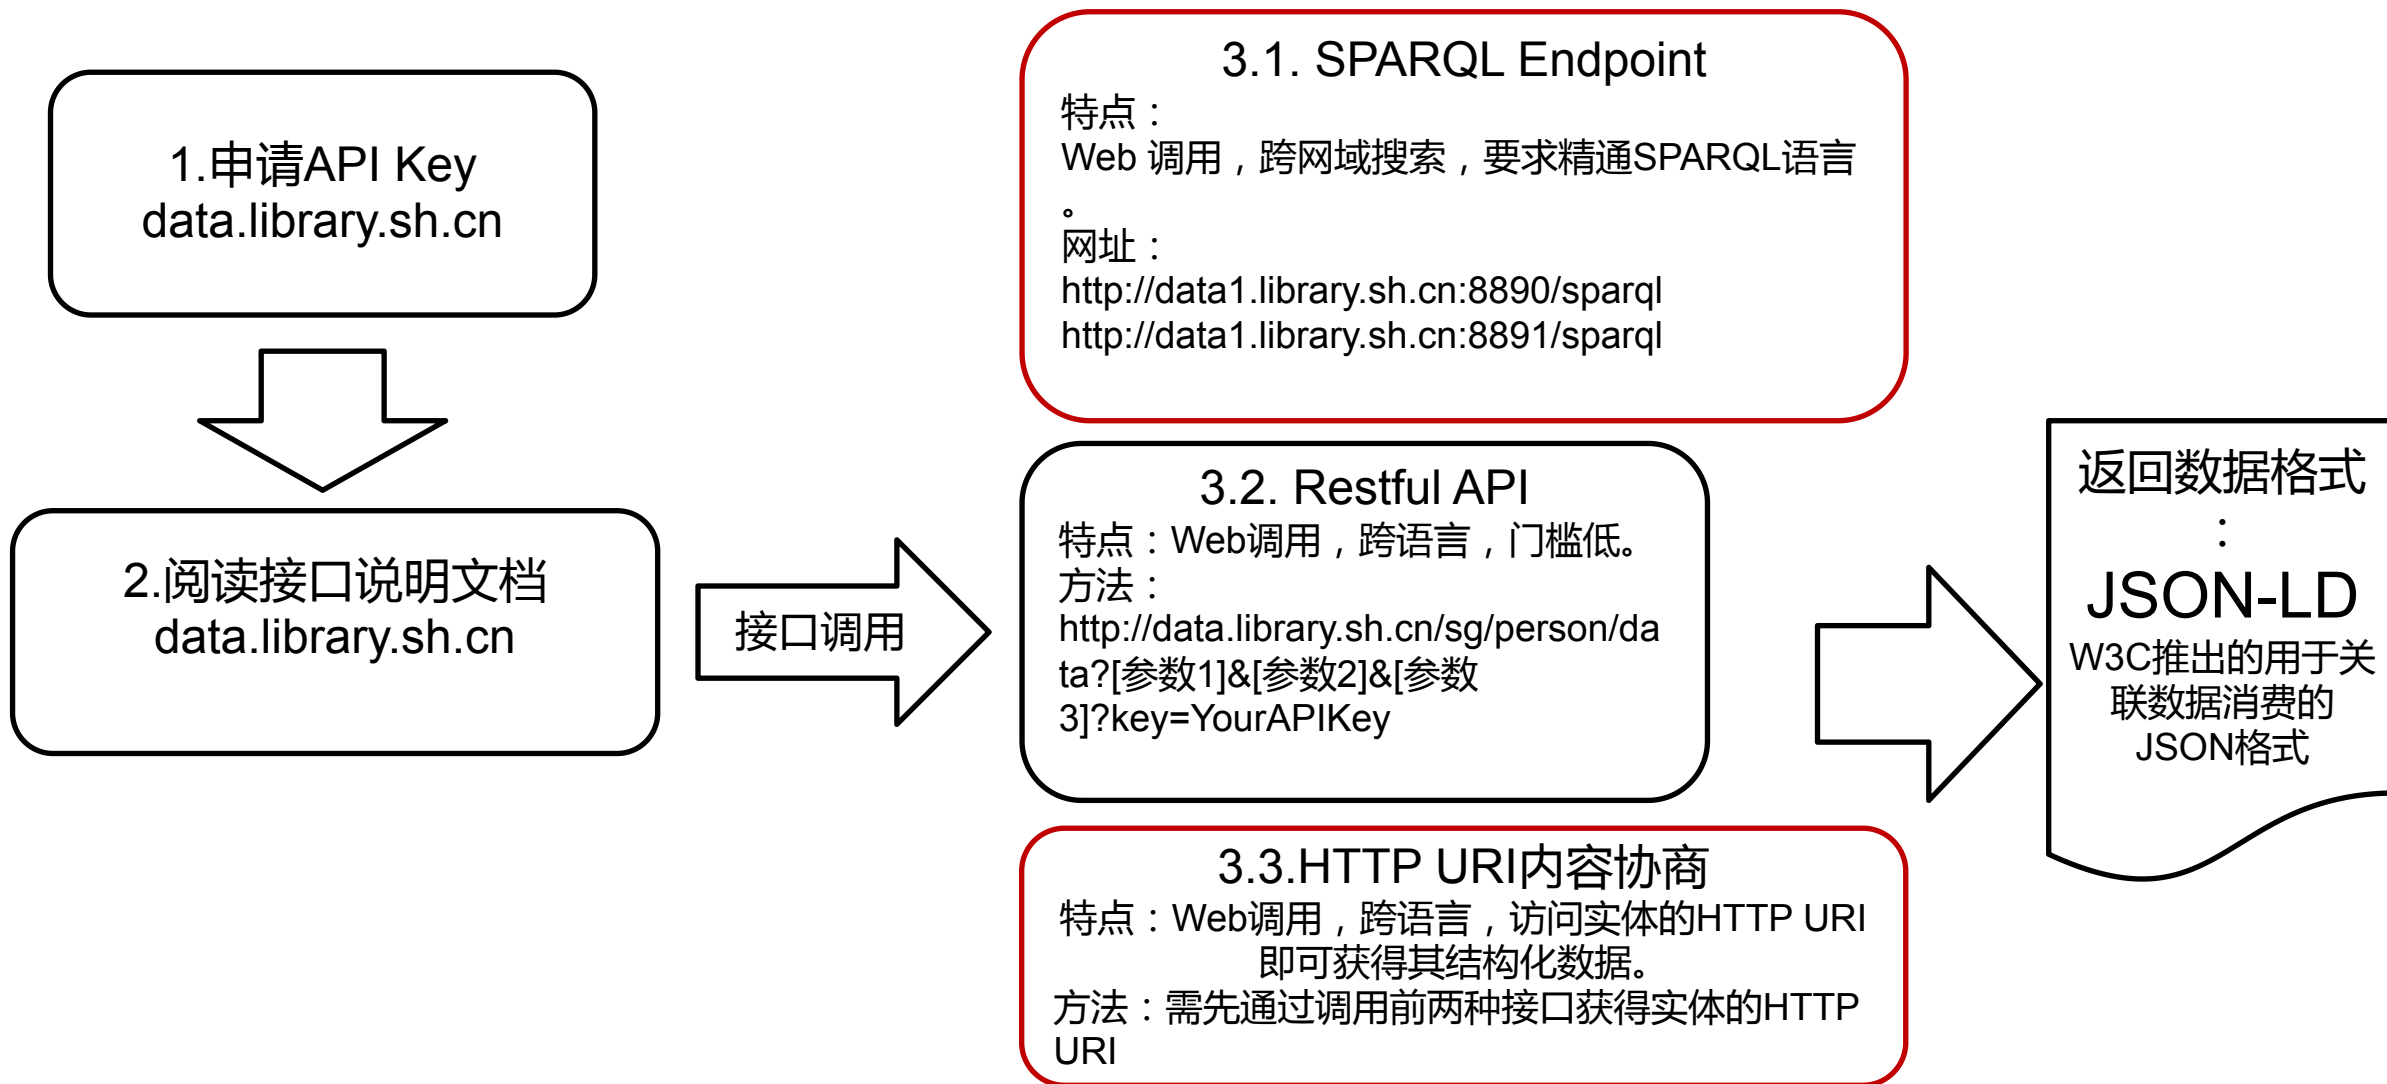 1.申请API Key
data.library.sh.cn
2.阅读接口说明文档
data.library.sh.cn
接口调用
3.1. SPARQL Endpoint
特点：
Web 调用，跨网域搜索，要求精通SPARQL语言
。
网址：
http://data1.library.sh.cn:8890/sparql
http://data1.library.sh.cn:8891/sparql
3.2. Restful API
特点：Web调用，跨语言，门槛低。
方法：
http://data.library.sh.cn/sg/person/da
ta?[参数1]&[参数2]&[参数
3]?key=YourAPIKey
3.3.HTTP URI内容协商
特点：Web调用，跨语言，访问实体的HTTP URI
即可获得其结构化数据。
方法：需先通过调用前两种接口获得实体的HTTP
URI
返回数据格式
：
JSON-LD
W3C推出的用于关
联数据消费的
JSON格式